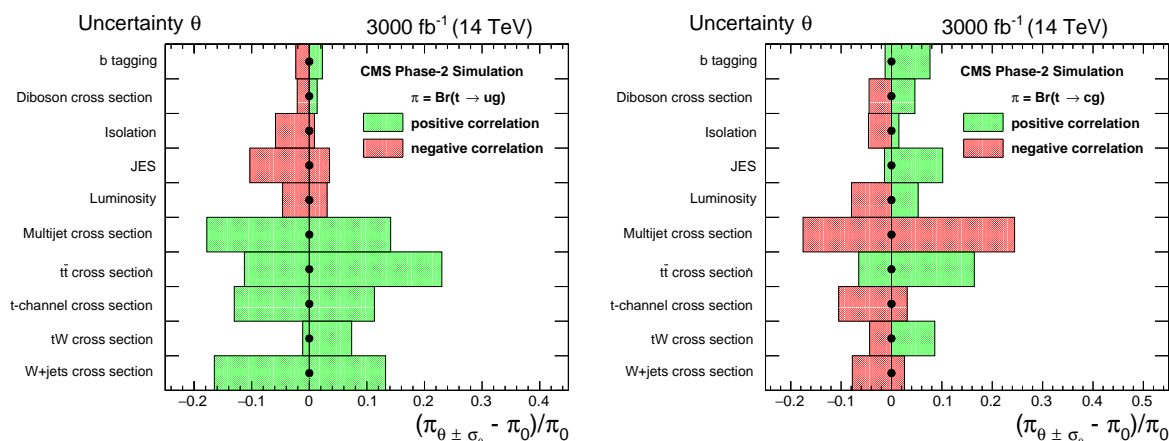 Uncertainty θ
3000 fb-1 (14 TeV)
b tagging
Diboson cross section
Isolation
JES
Luminosity
Multijet cross section
tt̄ cross section
t-channel cross section
tW cross section
W+jets cross section
CMS Phase-2 Simulation
π = Br(t → ug)
positive correlation
negative correlation
−0.2 −0.1 0 0.1 0.2 0.3 0.4
(πθ ± σ - π0)/π0
Uncertainty θ
3000 fb-1 (14 TeV)
b tagging
Diboson cross section
Isolation
JES
Luminosity
Multijet cross section
tt̄ cross section
t-channel cross section
tW cross section
W+jets cross section
CMS Phase-2 Simulation
π = Br(t → cg)
positive correlation
negative correlation
−0.2 −0.1 0 0.1 0.2 0.3 0.4 0.5
(πθ ± σ - π0)/π0